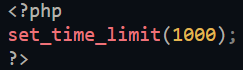 <?php
set_time_limit(1000);
?>